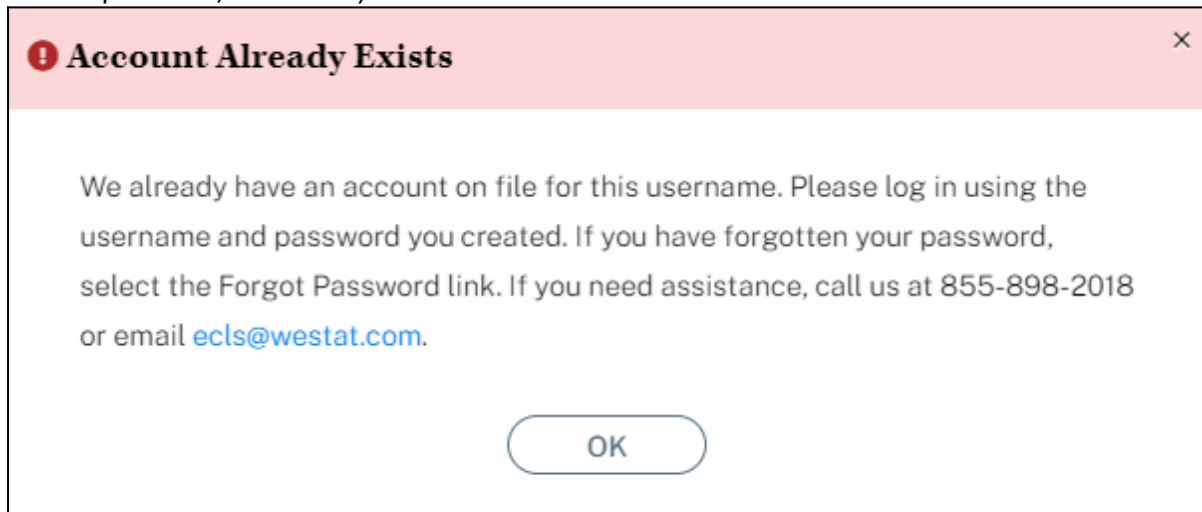 Account Already Exists
We already have an account on file for this username. Please log in using the
username and password you created. If you have forgotten your password,
select the Forgot Password link. If you need assistance, call us at 855-898-2018
or email ecls@westat.com.
OK